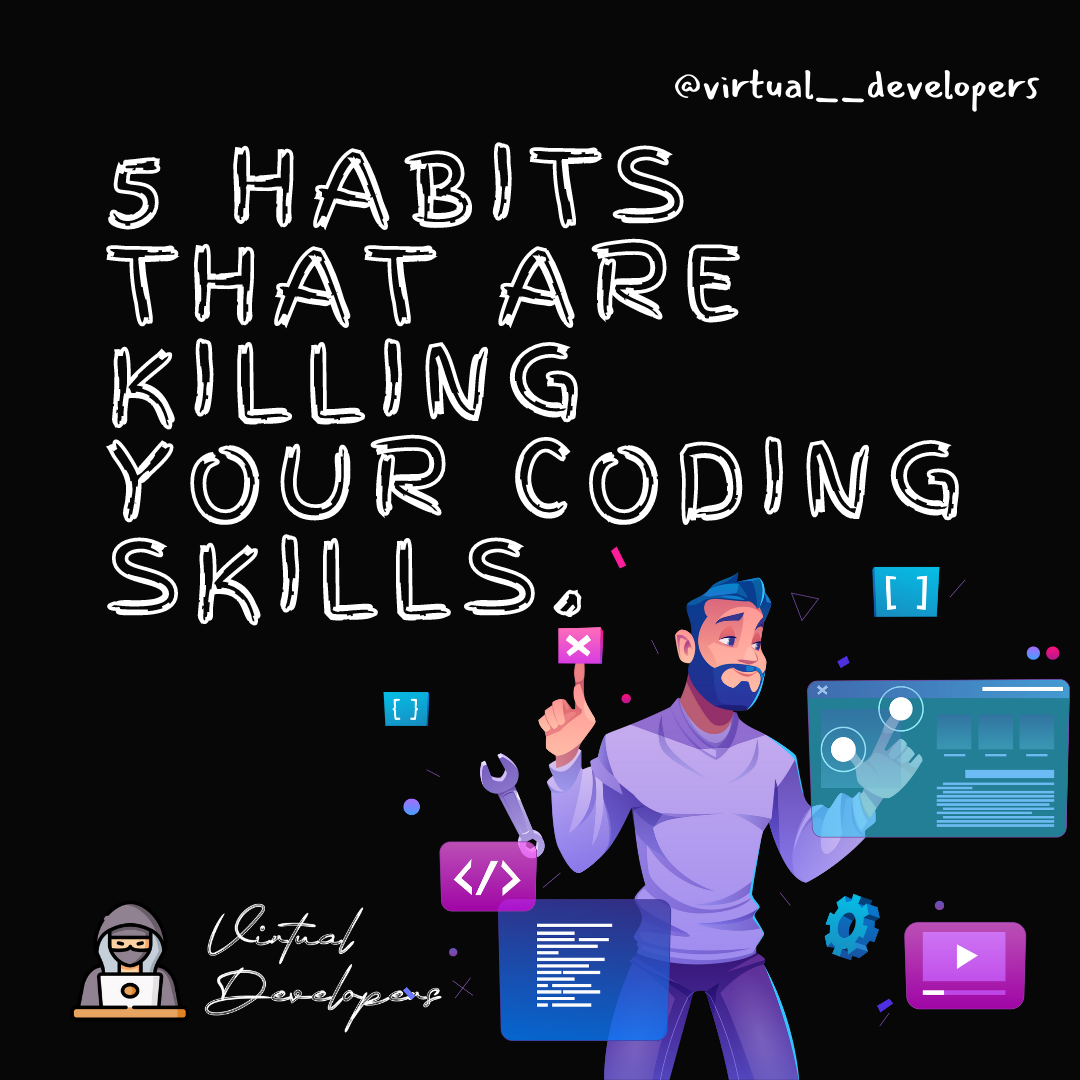 @virtual__developers
5 HABITS
THAT ARE
KILLING
YOUR CODING
SKILLS.
[ ]
{ }
</>
Virtual
Developers